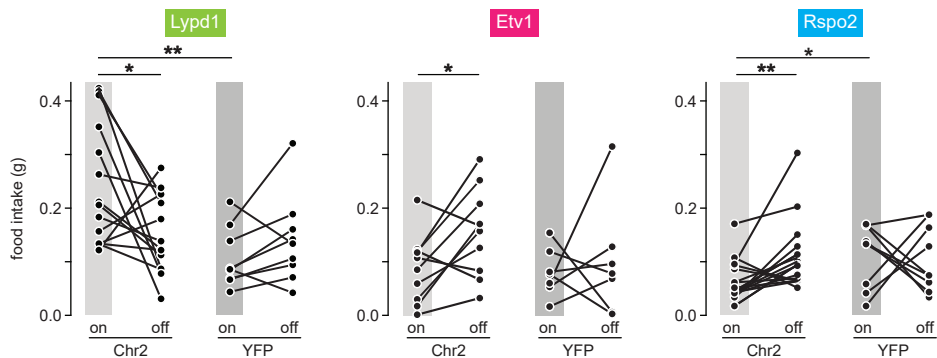 Lypd1 Etv1 Rspo2
** *
* * **
food intake (g)
0.4 0.4 0.4
0.2 0.2 0.2
0.0 0.0 0.0
on off on off on off on off on off on off
Chr2 YFP Chr2 YFP Chr2 YFP